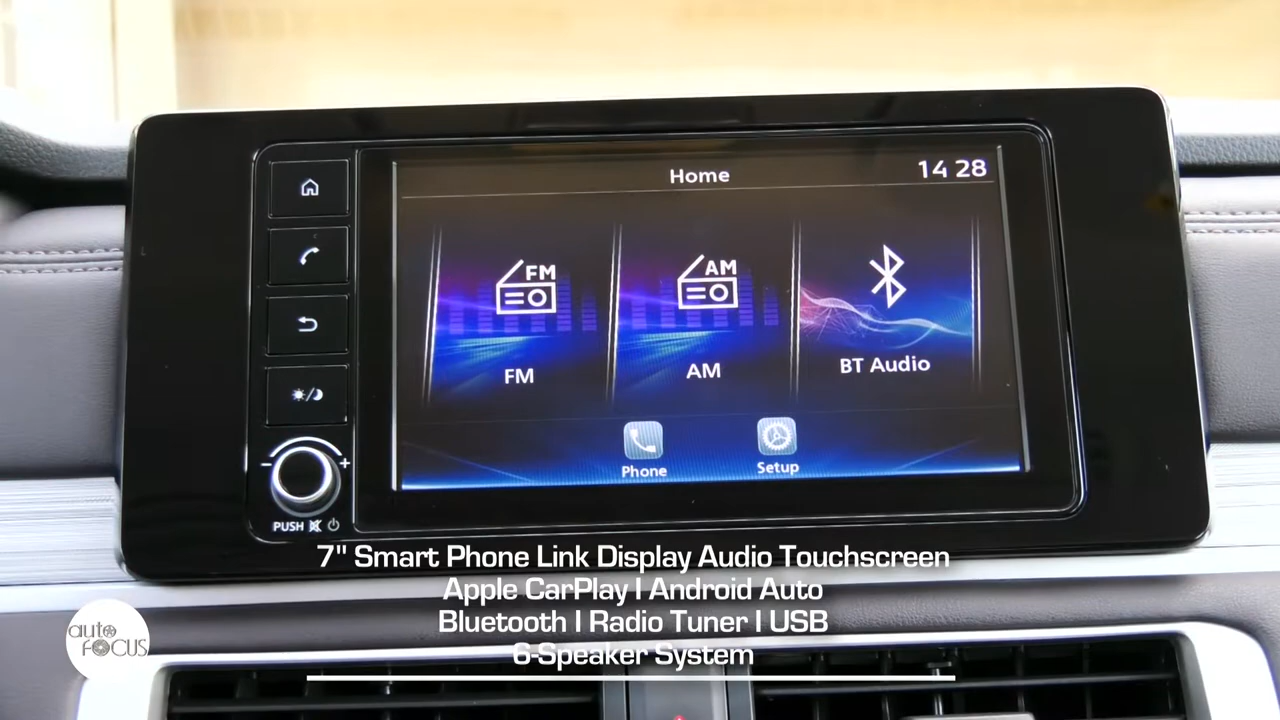 Home
14 28
FM
AM
FM
AM
BT Audio
Phone
Setup
PUSH
7" Smart Phone Link Display Audio Touchscreen
Apple CarPlay | Android Auto
Bluetooth | Radio Tuner | USB
6-Speaker System
auto
FOCUS